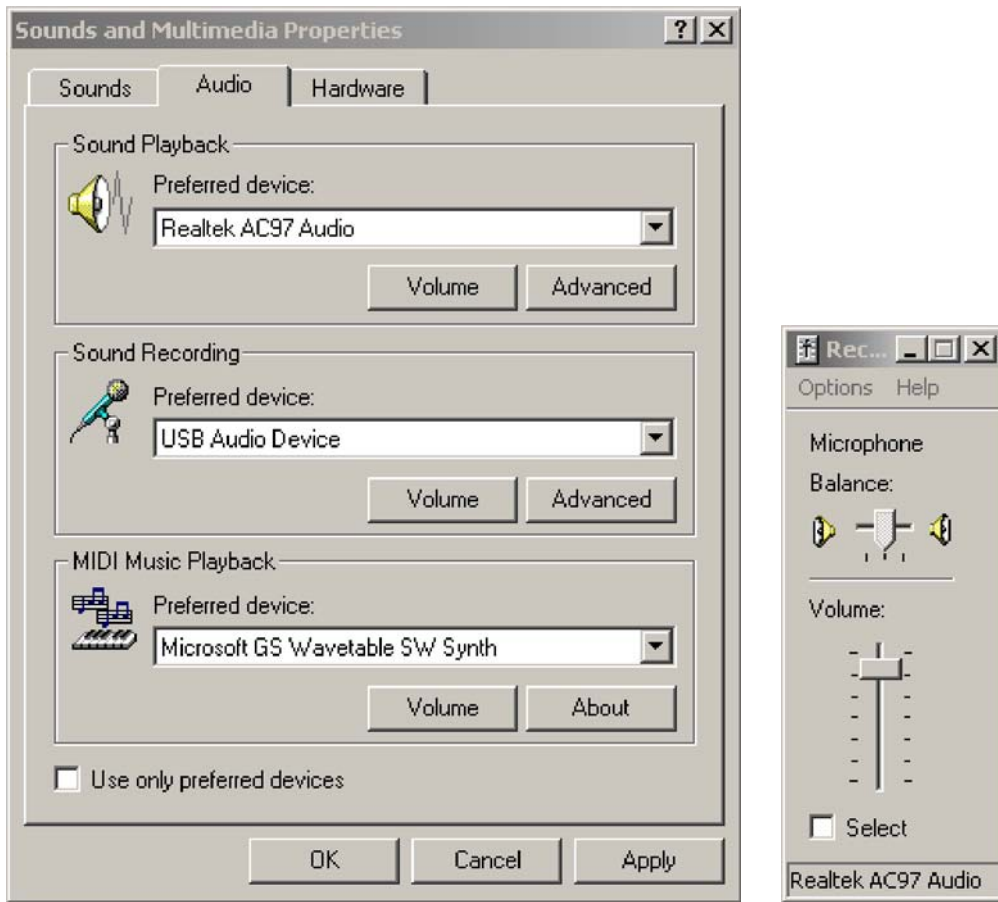 Sounds and Multimedia Properties
Sounds Audio Hardware
Sound Playback
Preferred device:
Realtek AC97 Audio
Volume Advanced
Sound Recording
Preferred device:
USB Audio Device
Volume Advanced
MIDI Music Playback
Preferred device:
Microsoft GS Wavetable SW Synth
Volume About
Use only preferred devices
OK Cancel Apply
Rec...
Options Help
Microphone
Balance:
Volume:
Select
Realtek AC97 Audio